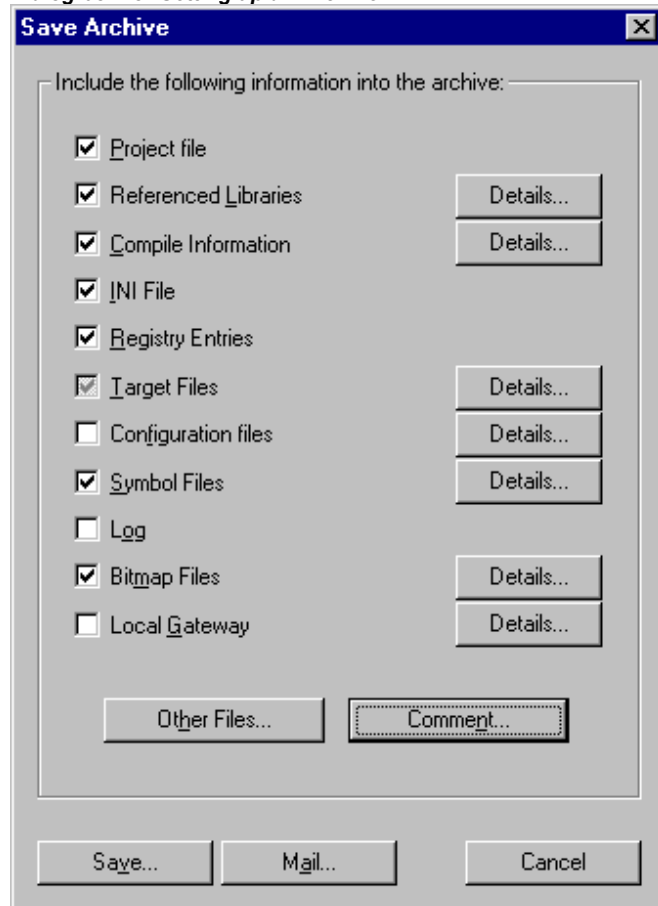 Save Archive
Include the following information into the archive:
Project file
Referenced Libraries Details...
Compile Information Details...
INI File
Registry Entries
Target Files Details...
Configuration files Details...
Symbol Files Details...
Log
Bitmap Files Details...
Local Gateway Details...
Other Files... Comment...
Save... Mail... Cancel